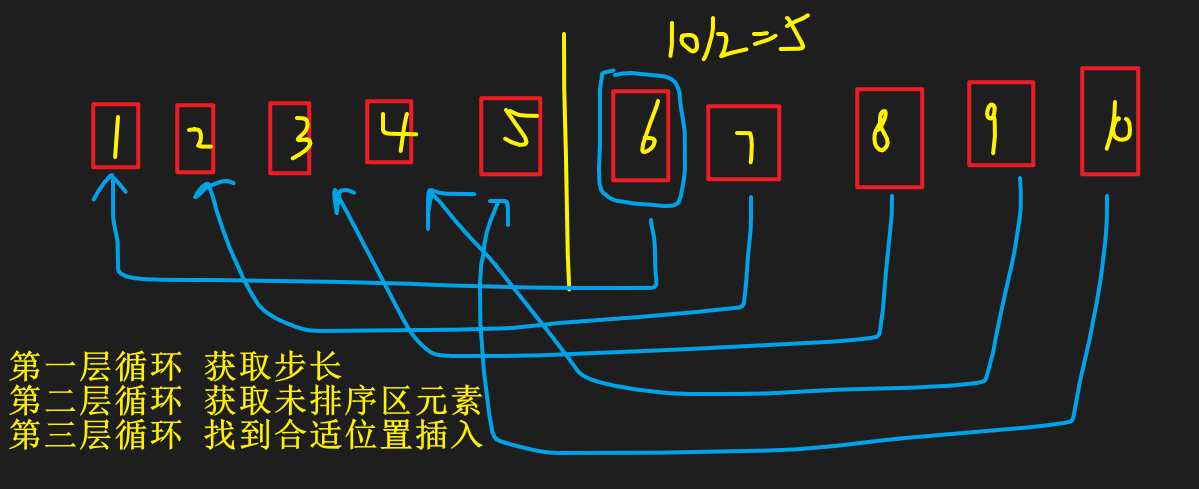 10/2=5
1 2 3 4 5 6 7 8 9 10
第一层循环 获取步长
第二层循环 获取未排序区元素
第三层循环 找到合适位置插入